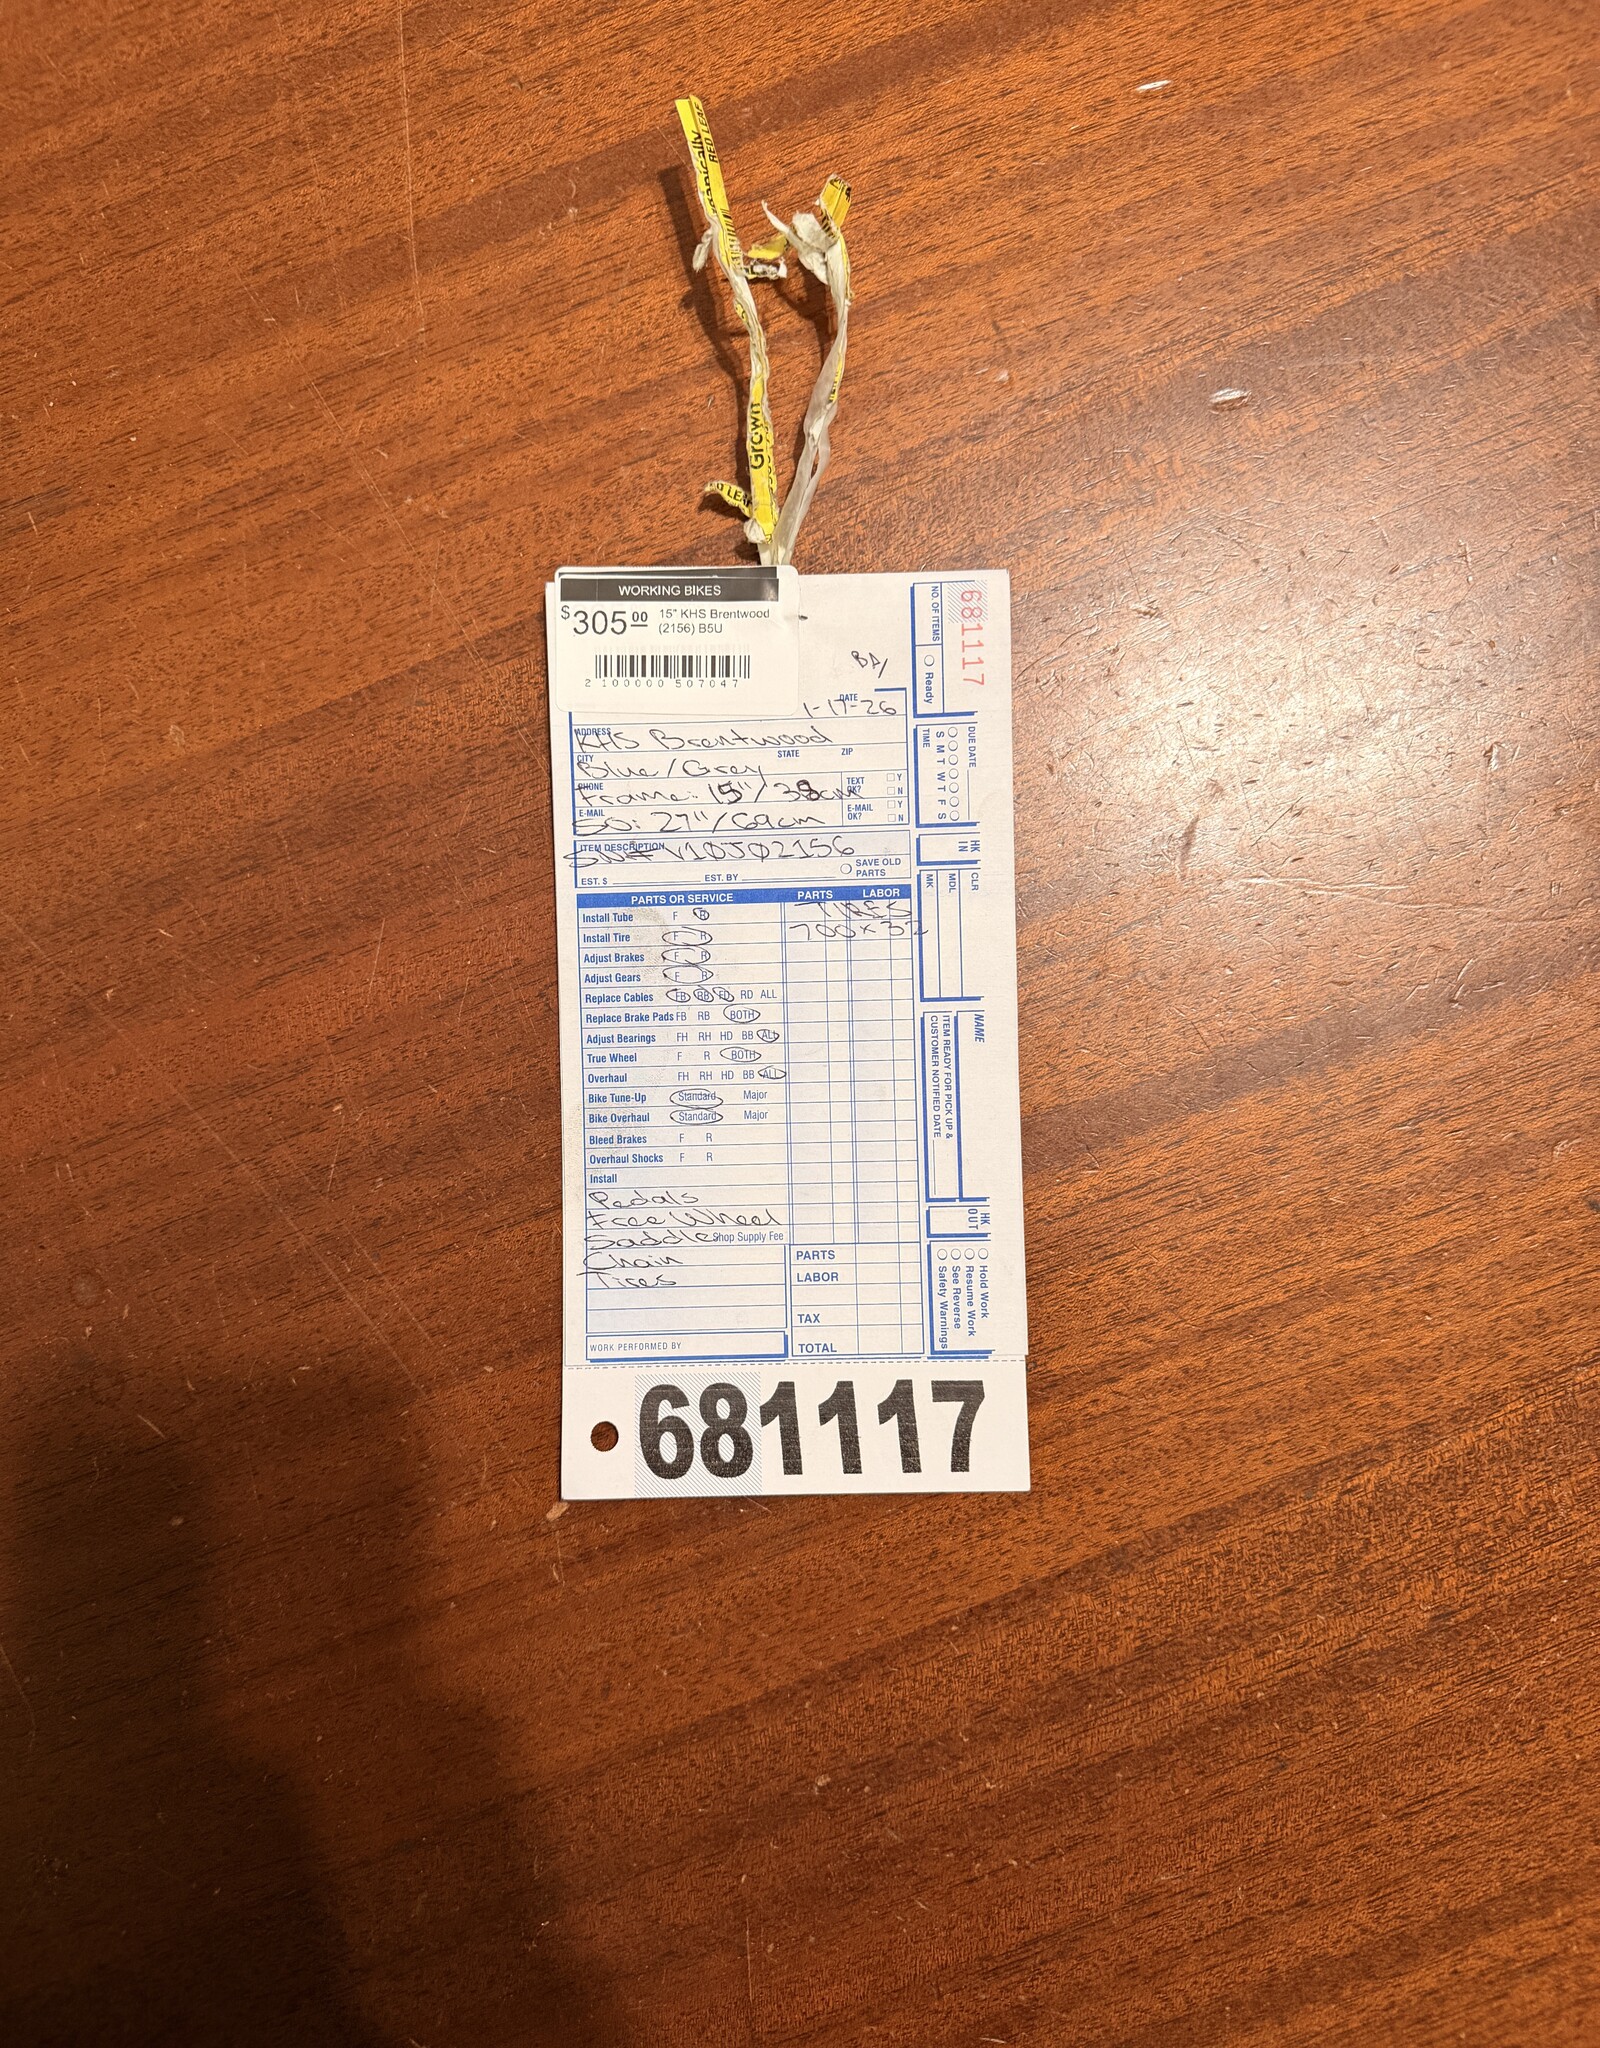 anically
RED LEAF
Grown
WORKING BIKES
$305.00
15" KHS Brentwood
(2156) B5U
2 100000 507047
BA/
DATE
1-17-26
ADDRESS
KHS Brentwood
CITY STATE ZIP
Blue/Grey
PHONE
Frame: 15"/38cm
TEXT OK? Y N
E-MAIL
SO: 27"/69cm
E-MAIL OK? Y N
ITEM DESCRIPTION
SN# V10J02156
SAVE OLD PARTS
EST. $ EST. BY
PARTS OR SERVICE PARTS LABOR
Install Tube F R TIRES
Install Tire F R 700x32
Adjust Brakes F R
Adjust Gears F R
Replace Cables FB RB FD RD ALL
Replace Brake Pads FB RB BOTH
Adjust Bearings FH RH HD BB ALL
True Wheel F R BOTH
Overhaul FH RH HD BB ALL
Bike Tune-Up Standard Major
Bike Overhaul Standard Major
Bleed Brakes F R
Overhaul Shocks F R
Install
Pedals
Free Wheel
Saddle Shop Supply Fee
Chain
Tires
PARTS
LABOR
TAX
TOTAL
WORK PERFORMED BY
681117
NO. OF ITEMS
Ready
DUE DATE
S M T W T F S
TIME
HK IN
CLR
MDL
MK
NAME
ITEM READY FOR PICK UP &
CUSTOMER NOTIFIED DATE
HK OUT
Hold Work
Resume Work
See Reverse
Safety Warnings
681117